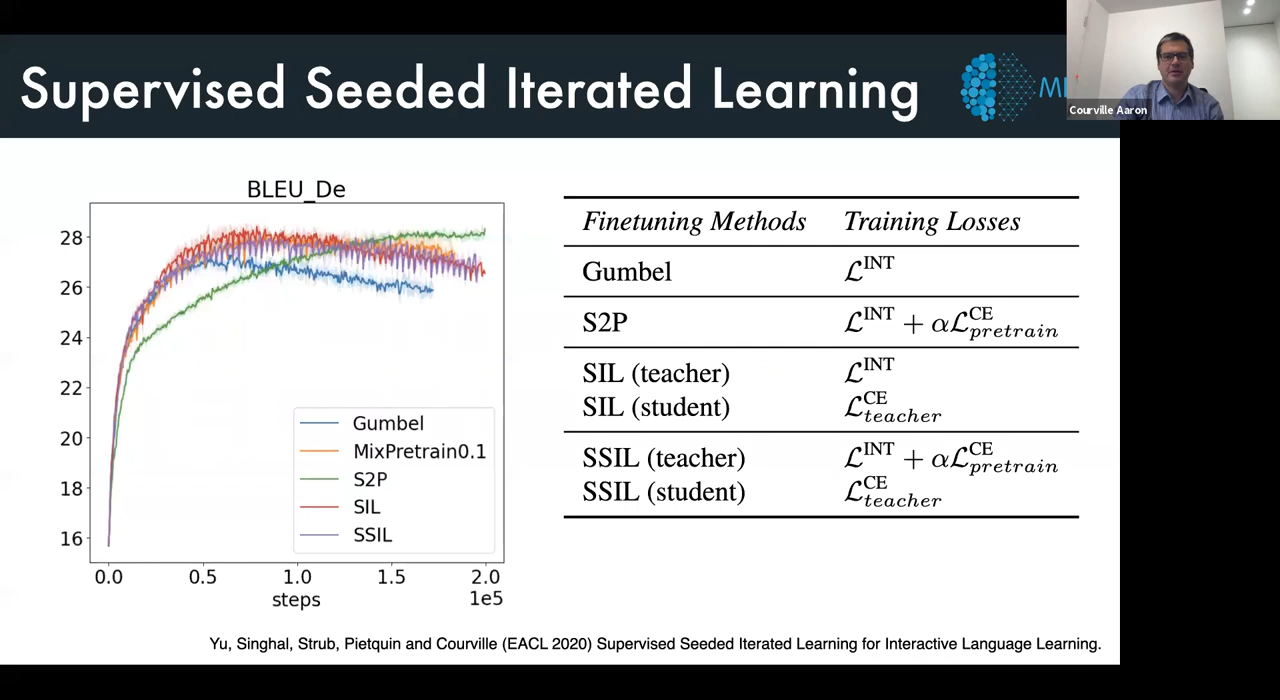 Supervised Seeded Iterated Learning
Courville Aaron
BLEU_De
28
26
24
22
20
18
16
Gumbel
MixPretrain0.1
S2P
SIL
SSIL
0.0 0.5 1.0 1.5 2.0
1e5
steps
Finetuning Methods Training Losses
Gumbel ℒ^INT
S2P ℒ^INT + αℒ^CE_pretrain
SIL (teacher) ℒ^INT
SIL (student) ℒ^CE_teacher
SSIL (teacher) ℒ^INT + αℒ^CE_pretrain
SSIL (student) ℒ^CE_teacher
Yu, Singhal, Strub, Pietquin and Courville (EACL 2020) Supervised Seeded Iterated Learning for Interactive Language Learning.